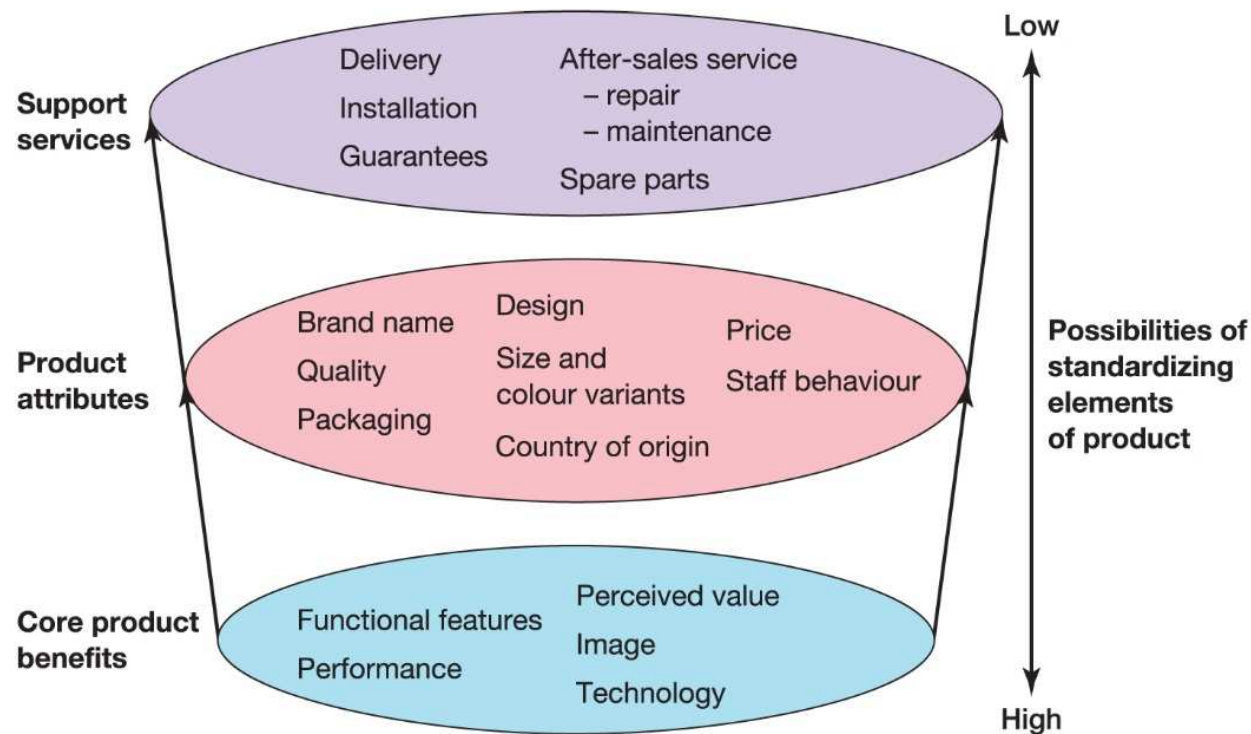 Low
Support
services
Delivery
Installation
Guarantees
After-sales service
– repair
– maintenance
Spare parts
Product
attributes
Brand name
Quality
Packaging
Design
Size and
colour variants
Country of origin
Price
Staff behaviour
Possibilities of
standardizing
elements
of product
Core product
benefits
Functional features
Performance
Perceived value
Image
Technology
High